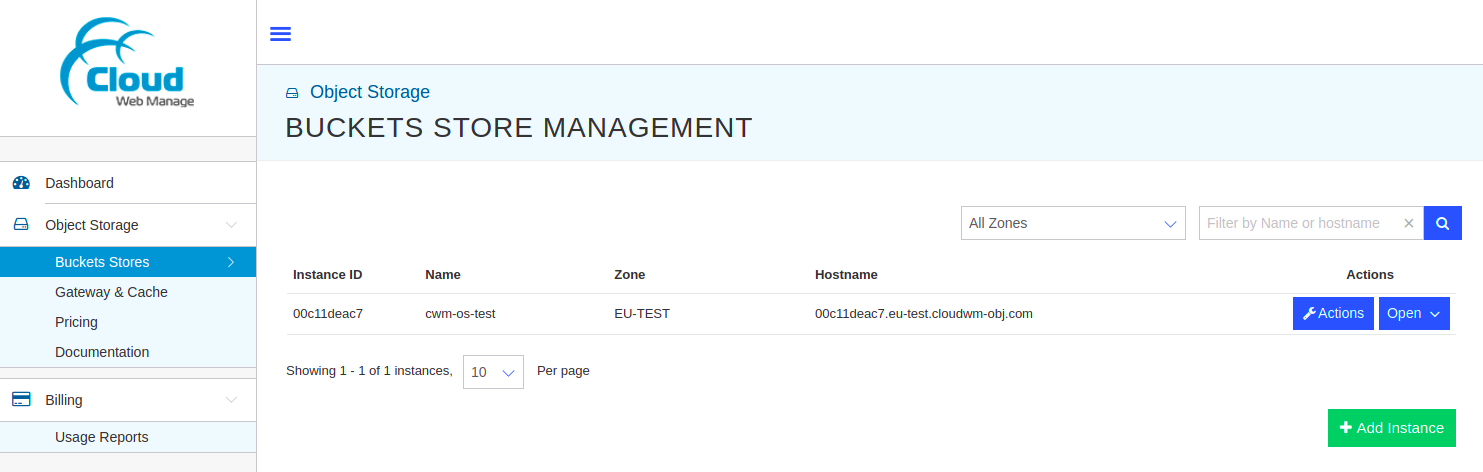 Cloud
Web Manage
Dashboard
Object Storage
Buckets Stores
Gateway & Cache
Pricing
Documentation
Billing
Usage Reports
Object Storage
BUCKETS STORE MANAGEMENT
All Zones Filter by Name or hostname
Instance ID Name Zone Hostname Actions
00c11deac7 cwm-os-test EU-TEST 00c11deac7.eu-test.cloudwm-obj.com Actions Open
Showing 1 - 1 of 1 instances, 10 Per page
Add Instance